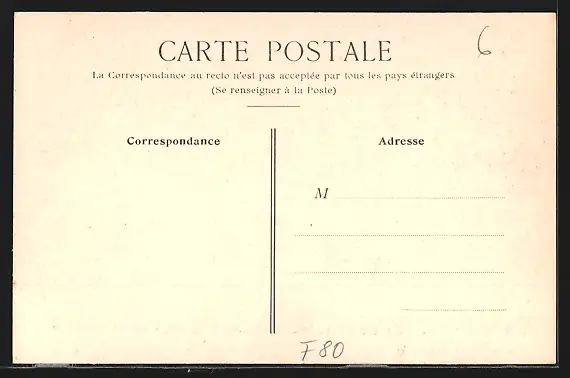 CARTE POSTALE
6
La Correspondance au recto n'est pas acceptée par tous les pays étrangers
(Se renseigner à la Poste)
Correspondance
Adresse
M
F80